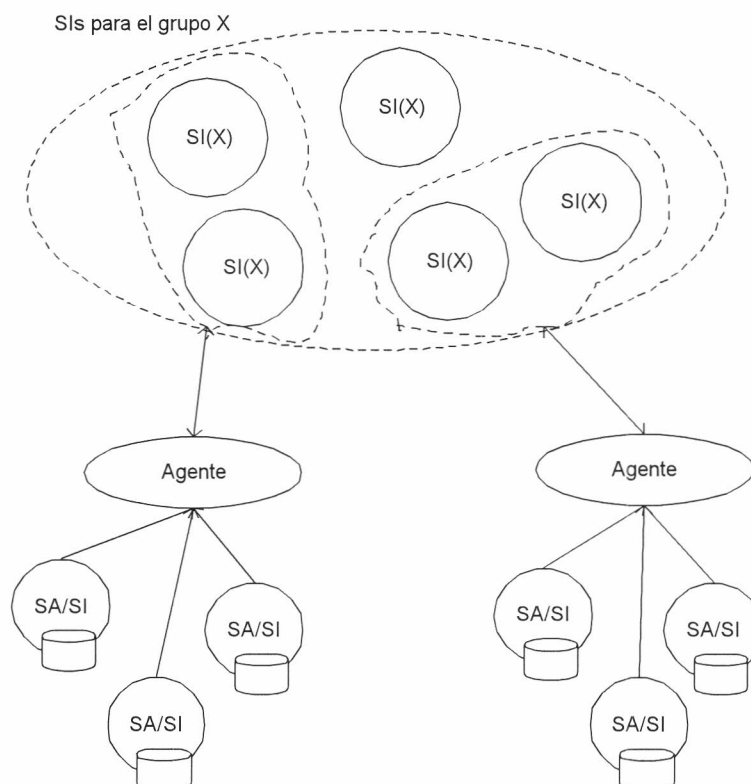 SIs para el grupo X
SI(X)
SI(X)
SI(X)
SI(X)
SI(X)
Agente
Agente
SA/SI
SA/SI
SA/SI
SA/SI
SA/SI
SA/SI